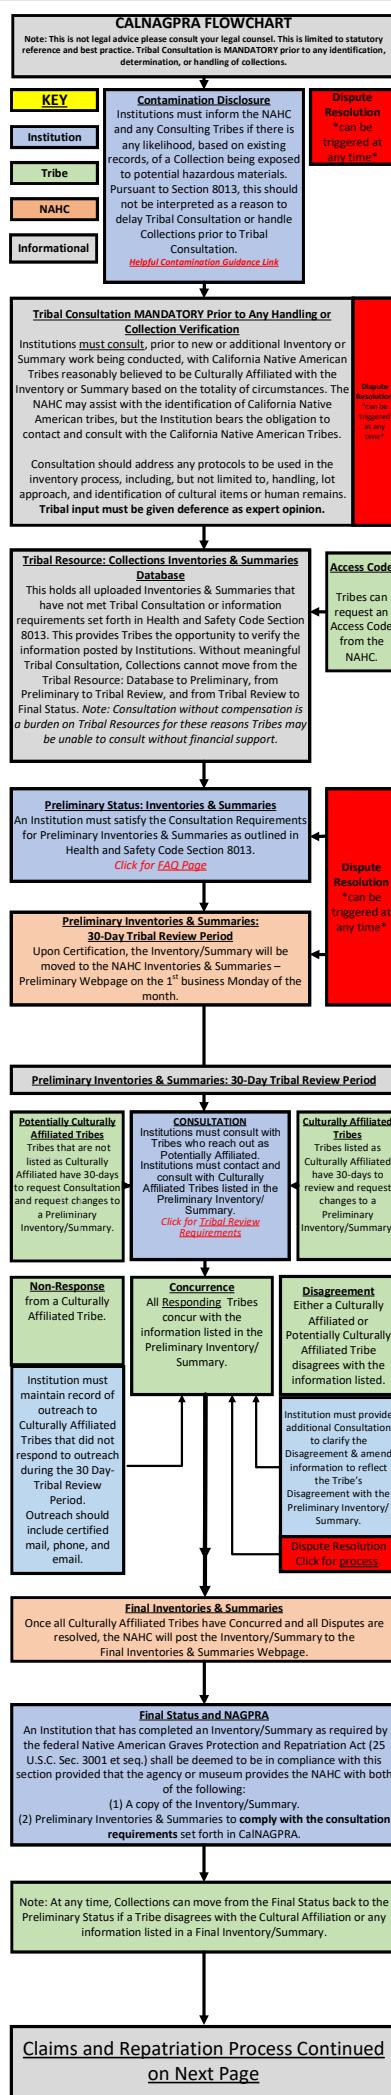 CALNAGPRA FLOWCHART
Note: This is not legal advice please consult your legal counsel. This is limited to statutory
reference and best practice. Tribal Consultation is MANDATORY prior to any identification,
determination, or handling of collections.
KEY
Institution
Tribe
NAHC
Informational
Contamination Disclosure
Institutions must inform the NAHC
and any Consulting Tribes if there is
any likelihood, based on existing
records, of a Collection being exposed
to potential hazardous materials.
Pursuant to Section 8013, this should
not be interpreted as a reason to
delay Tribal Consultation or handle
Collections prior to Tribal
Consultation.
Helpful Contamination Guidance Link
Dispute
Resolution
*can be
triggered at
any time*
Tribal Consultation MANDATORY Prior to Any Handling or
Collection Verification
Institutions must consult, prior to new or additional Inventory or
Summary work being conducted, with California Native American
Tribes reasonably believed to be Culturally Affiliated with the
Inventory or Summary based on the totality of circumstances. The
NAHC may assist with the identification of California Native
American tribes, but the Institution bears the obligation to
contact and consult with the California Native American Tribes.
Consultation should address any protocols to be used in the
inventory process, including, but not limited to, handling, lot
approach, and identification of cultural items or human remains.
Tribal input must be given deference as expert opinion.
Dispute
Resolution
*can be
triggered
at any
time*
Tribal Resource: Collections Inventories & Summaries
Database
This holds all uploaded Inventories & Summaries that
have not met Tribal Consultation or information
requirements set forth in Health and Safety Code Section
8013. This provides Tribes the opportunity to verify the
information posted by Institutions. Without meaningful
Tribal Consultation, Collections cannot move from the
Tribal Resource: Database to Preliminary, from
Preliminary to Tribal Review, and from Tribal Review to
Final Status. Note: Consultation without compensation is
a burden on Tribal Resources for these reasons Tribes may
be unable to consult without financial support.
Access Code
Tribes can
request an
Access Code
from the
NAHC.
Preliminary Status: Inventories & Summaries
An Institution must satisfy the Consultation Requirements
for Preliminary Inventories & Summaries as outlined in
Health and Safety Code Section 8013.
Click for FAQ Page
Dispute
Resolution
*can be
triggered at
any time*
Preliminary Inventories & Summaries:
30-Day Tribal Review Period
Upon Certification, the Inventory/Summary will be
moved to the NAHC Inventories & Summaries –
Preliminary Webpage on the 1st business Monday of the
month.
Preliminary Inventories & Summaries: 30-Day Tribal Review Period
Potentially Culturally
Affiliated Tribes
Tribes that are not
listed as Culturally
Affiliated have 30-days
to request Consultation
and request changes to
a Preliminary
Inventory/Summary.
CONSULTATION
Institutions must consult with
Tribes who reach out as
Potentially Affiliated.
Institutions must contact and
consult with Culturally
Affiliated Tribes listed in the
Preliminary Inventory/
Summary.
Click for Tribal Review
Requirements
Culturally Affiliated
Tribes
Tribes listed as
Culturally Affiliated
have 30-days to
review and request
changes to a
Preliminary
Inventory/Summary
Non-Response
from a Culturally
Affiliated Tribe.
Concurrence
All Responding Tribes
concur with the
information listed in the
Preliminary Inventory/
Summary.
Disagreement
Either a Culturally
Affiliated or
Potentially Culturally
Affiliated Tribe
disagrees with the
information listed.
Institution must
maintain record of
outreach to
Culturally Affiliated
Tribes that did not
respond to outreach
during the 30 Day-
Tribal Review
Period.
Outreach should
include certified
mail, phone, and
email.
Institution must provide
additional Consultation
to clarify the
Disagreement & amend
information to reflect
the Tribe's
Disagreement with the
Preliminary Inventory/
Summary.
Dispute Resolution
Click for process.
Final Inventories & Summaries
Once all Culturally Affiliated Tribes have Concurred and all Disputes are
resolved, the NAHC will post the Inventory/Summary to the
Final Inventories & Summaries Webpage.
Final Status and NAGPRA
An Institution that has completed an Inventory/Summary as required by
the federal Native American Graves Protection and Repatriation Act (25
U.S.C. Sec. 3001 et seq.) shall be deemed to be in compliance with this
section provided that the agency or museum provides the NAHC with both
of the following:
(1) A copy of the Inventory/Summary.
(2) Preliminary Inventories & Summaries to comply with the consultation
requirements set forth in CalNAGPRA.
Note: At any time, Collections can move from the Final Status back to the
Preliminary Status if a Tribe disagrees with the Cultural Affiliation or any
information listed in a Final Inventory/Summary.
Claims and Repatriation Process Continued
on Next Page